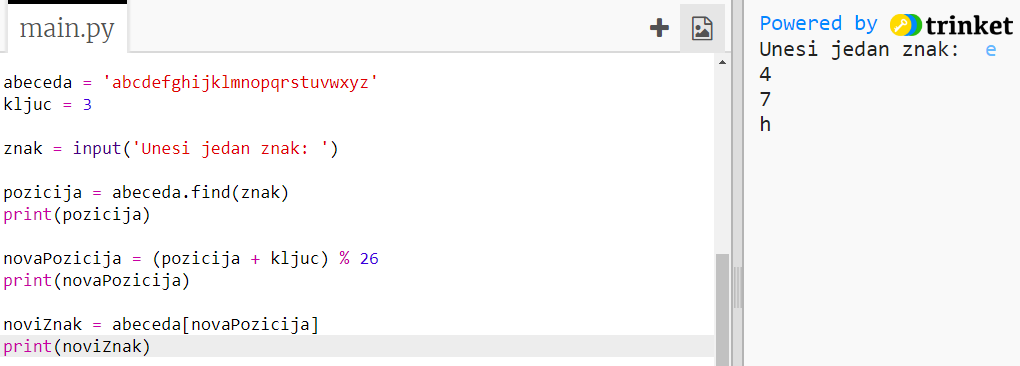 main.py
abeceda = 'abcdefghijklmnopqrstuvwxyz'
kljuc = 3
znak = input('Unesi jedan znak: ')
pozicija = abeceda.find(znak)
print(pozicija)
novaPozicija = (pozicija + kljuc) % 26
print(novaPozicija)
noviZnak = abeceda[novaPozicija]
print(noviZnak)
Powered by trinket
Unesi jedan znak: e
4
7
h